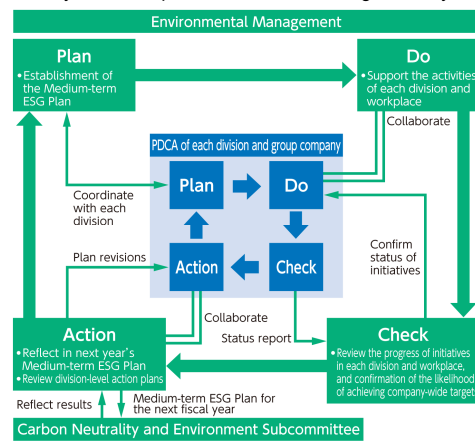 Environmental Management
Plan
•Establishment of
the Medium-term
ESG Plan
Do
•Support the activities
of each division and
workplace
Collaborate
PDCA of each division and group company
Plan
Do
Coordinate
with each
division
Plan revisions
Action
Check
Confirm
status of
initiatives
Collaborate
Status report
Action
•Reflect in next year's
Medium-term ESG Plan
•Review division-level action plans
Check
•Review the progress of initiatives
in each division and workplace,
and confirmation of the likelihood
of achieving company-wide target
Reflect results
Medium-term ESG Plan for
the next fiscal year
Carbon Neutrality and Environment Subcommittee